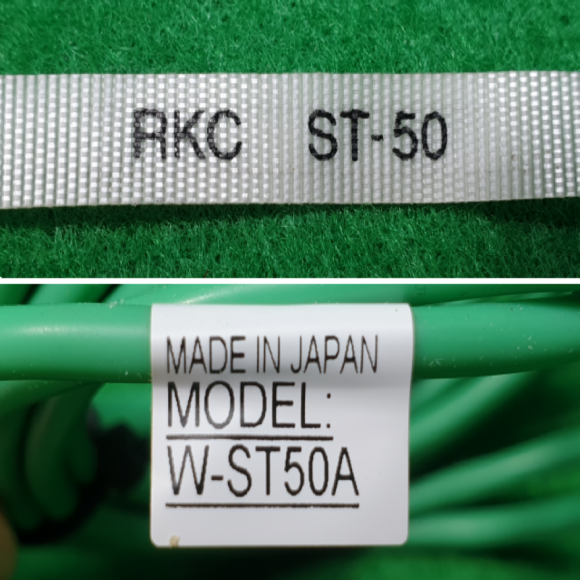 RKC ST-50
MADE IN JAPAN
MODEL:
W-ST50A